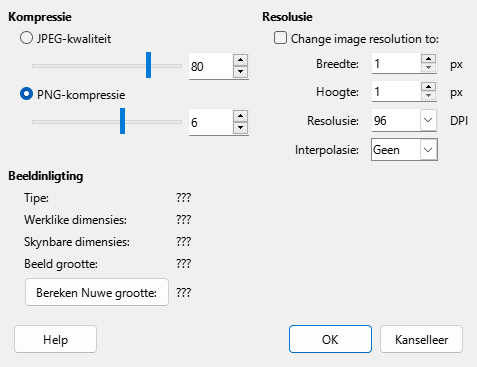 Kompressie
JPEG-kwaliteit
80
PNG-kompressie
6
Resolusie
Change image resolution to:
Breedte: 1 px
Hoogte: 1 px
Resolusie: 96 DPI
Interpolasie: Geen
Beeldinligting
Tipe: ???
Werklike dimensies: ???
Skynbare dimensies: ???
Beeld grootte: ???
Bereken Nuwe grootte: ???
Help OK Kanselleer